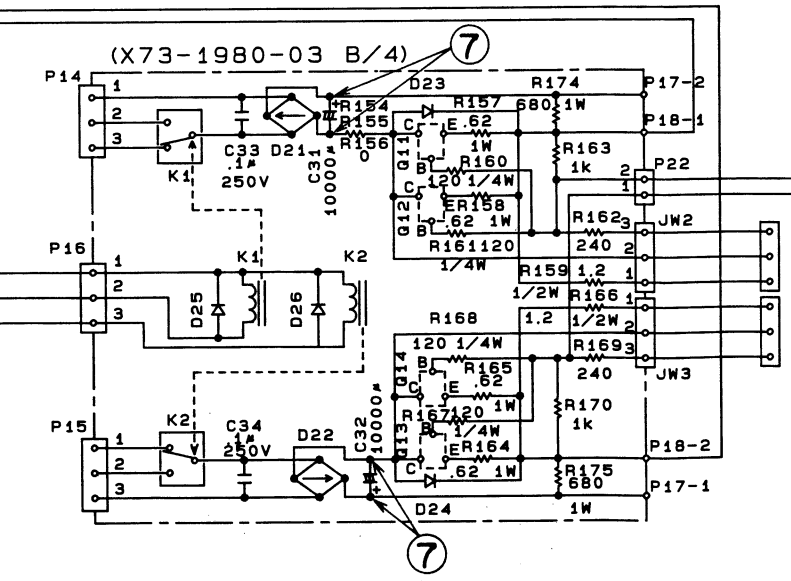 (X73-1980-03 B/4)
7
P14
1
2
3
K1
C33
.1μ
250V
D21
C31
10000μ
+
R154
R155
R156
0
D23
R157
.62
1W
C
E
B
Q11
R160
120 1/4W
C
ER158
B
.62 1W
Q12
R161 120
1/4W
R174
680 1W
R163
1k
P17-2
P18-1
P22
2
1
R162
240
3
JW2
2
1
R159 1.2
1/2W
R166
1.2
1/2W
1
2
3
JW3
R169
240
P16
1
2
3
K1
K2
D25
D26
R168
120 1/4W
Q14
B
C
E
R165
.62
1W
R167 120
1/4W
Q13
B
C
ER164
.62 1W
R170
1k
P18-2
R175
680
1W
P17-1
P15
1
2
3
K2
C34
.1μ
250V
D22
C32
10000μ
+
D24
7